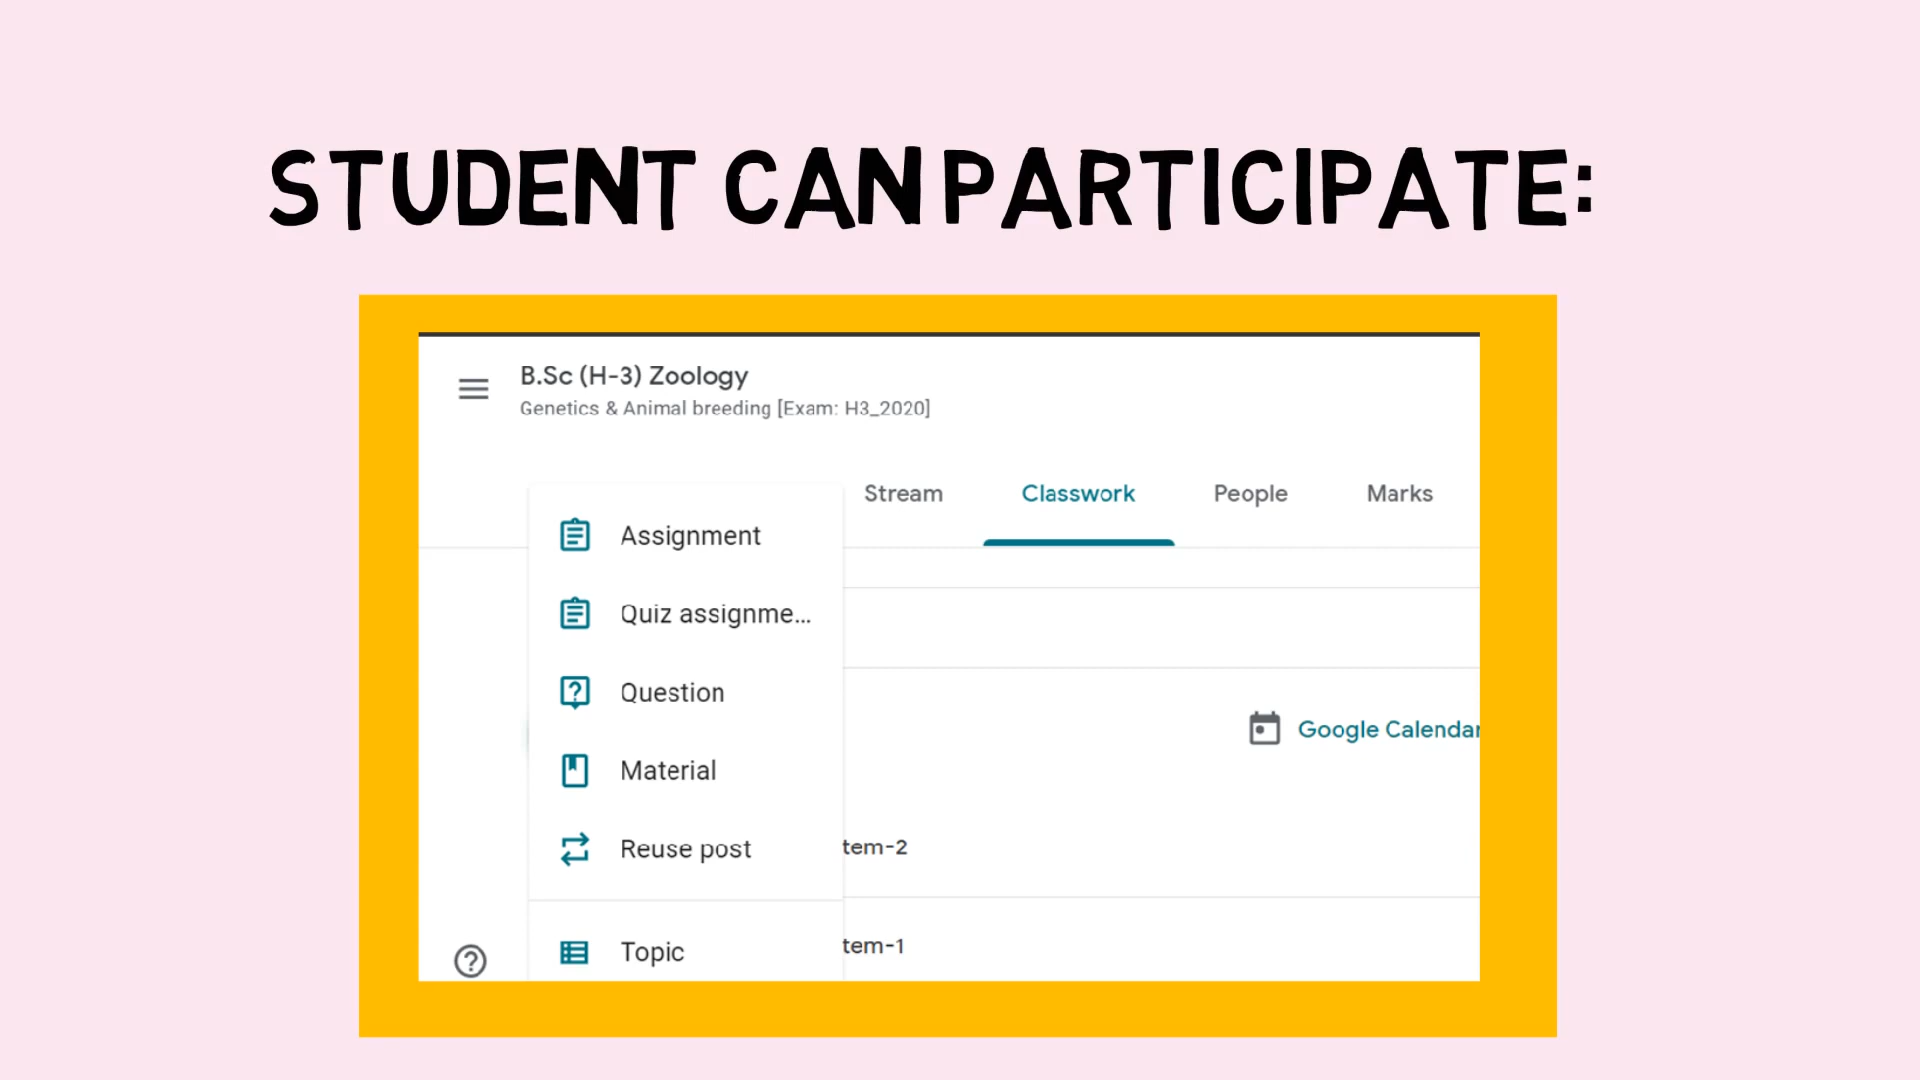 STUDENT CAN PARTICIPATE:
B.Sc (H-3) Zoology
Genetics & Animal breeding [Exam: H3_2020]
Stream Classwork People Marks
Assignment
Quiz assignme...
Question
Google Calendar
Material
Reuse post
tem-2
Topic
tem-1